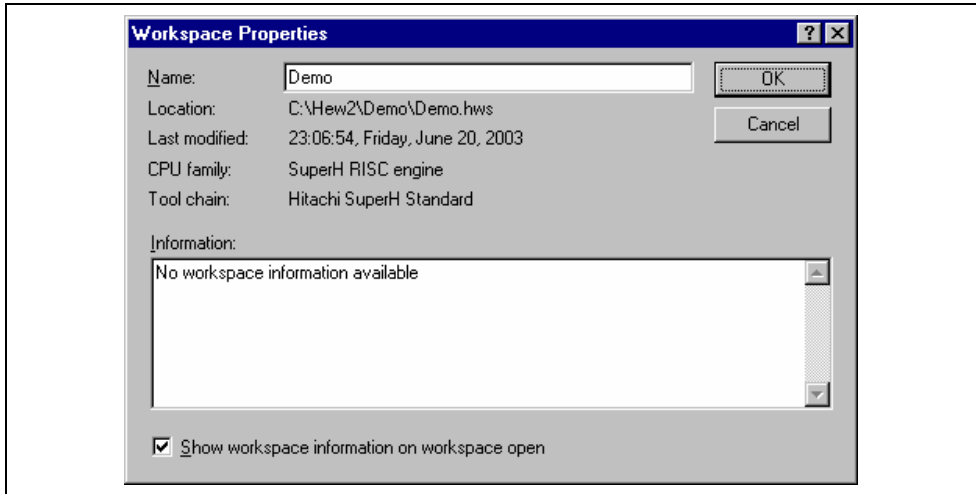 Workspace Properties
Name: Demo
OK
Location: C:\Hew2\Demo\Demo.hws
Cancel
Last modified: 23:06:54, Friday, June 20, 2003
CPU family: SuperH RISC engine
Tool chain: Hitachi SuperH Standard
Information:
No workspace information available
Show workspace information on workspace open